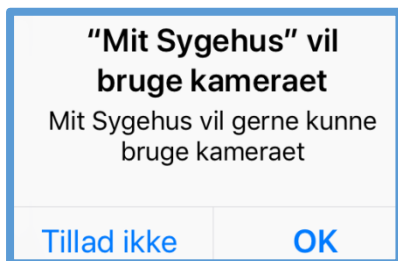 “Mit Sygehus” vil
bruge kameraet
Mit Sygehus vil gerne kunne
bruge kameraet
Tillad ikke
OK